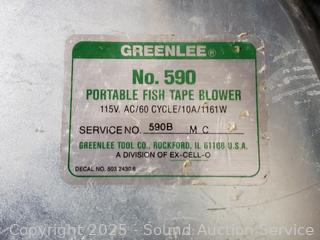 GREENLEE®
No. 590
PORTABLE FISH TAPE BLOWER
115V. AC/60 CYCLE/10A/1161W
SERVICE NO. 590B M C
GREENLEE TOOL CO., ROCKFORD, IL 61108 U.S.A.
A DIVISION OF EX-CELL-O
DECAL NO. 503 2430.6
Copyright 2025 - Sound Auction Service